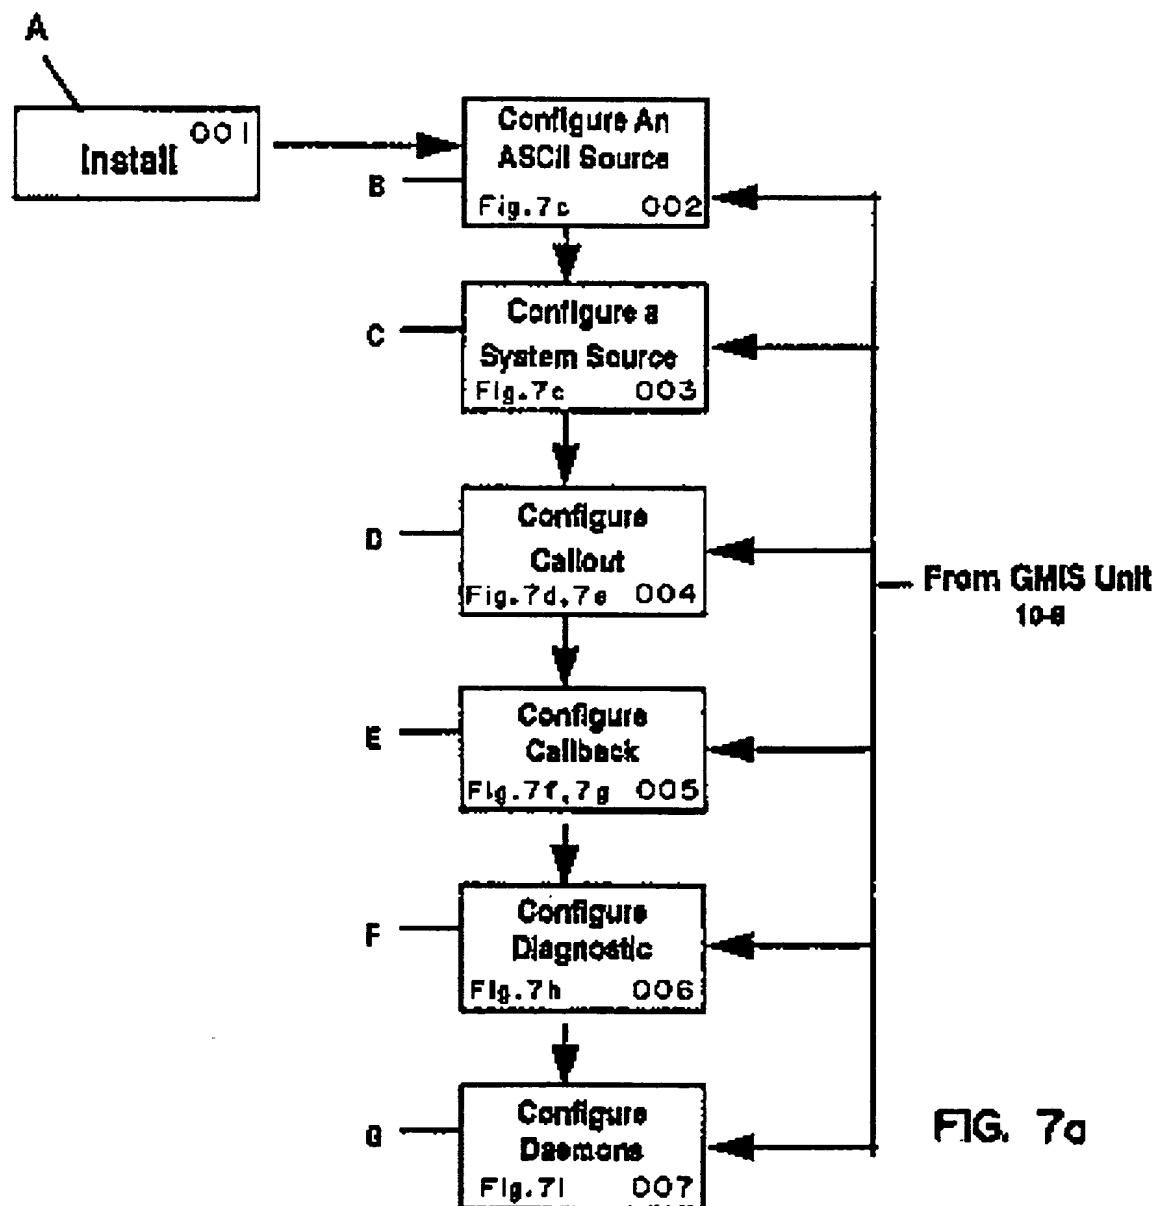 A
001
Install
Configure An
ASCII Source
B
Fig.7c 002
Configure a
C
System Source
Fig.7c 003
Configure
D
Callout
Fig.7d,7e 004
From GMIS Unit
10-8
Configure
E
Callback
Fig.7f,7g 005
Configure
F
Diagnostic
Fig.7h 006
Configure
G
Daemons
Fig.7i 007
FIG. 7a